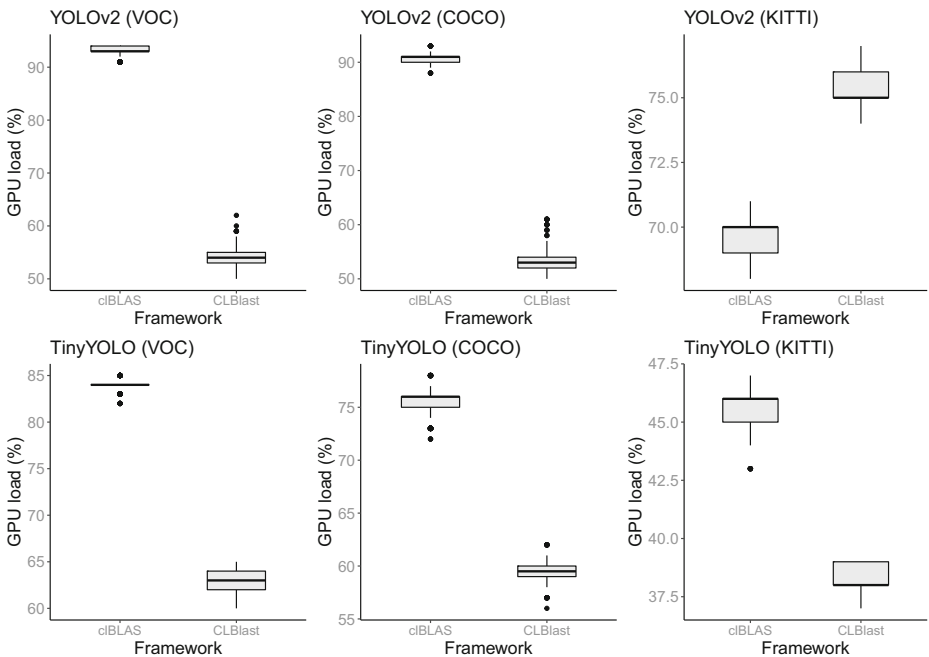 YOLOv2 (VOC)
GPU load (%)
90
80
70
60
50
clBLAS
CLBlast
Framework
YOLOv2 (COCO)
GPU load (%)
90
80
70
60
50
clBLAS
CLBlast
Framework
YOLOv2 (KITTI)
GPU load (%)
75.0
72.5
70.0
clBLAS
CLBlast
Framework
TinyYOLO (VOC)
GPU load (%)
85
80
75
70
65
60
clBLAS
CLBlast
Framework
TinyYOLO (COCO)
GPU load (%)
75
70
65
60
55
clBLAS
CLBlast
Framework
TinyYOLO (KITTI)
GPU load (%)
47.5
45.0
42.5
40.0
37.5
clBLAS
CLBlast
Framework